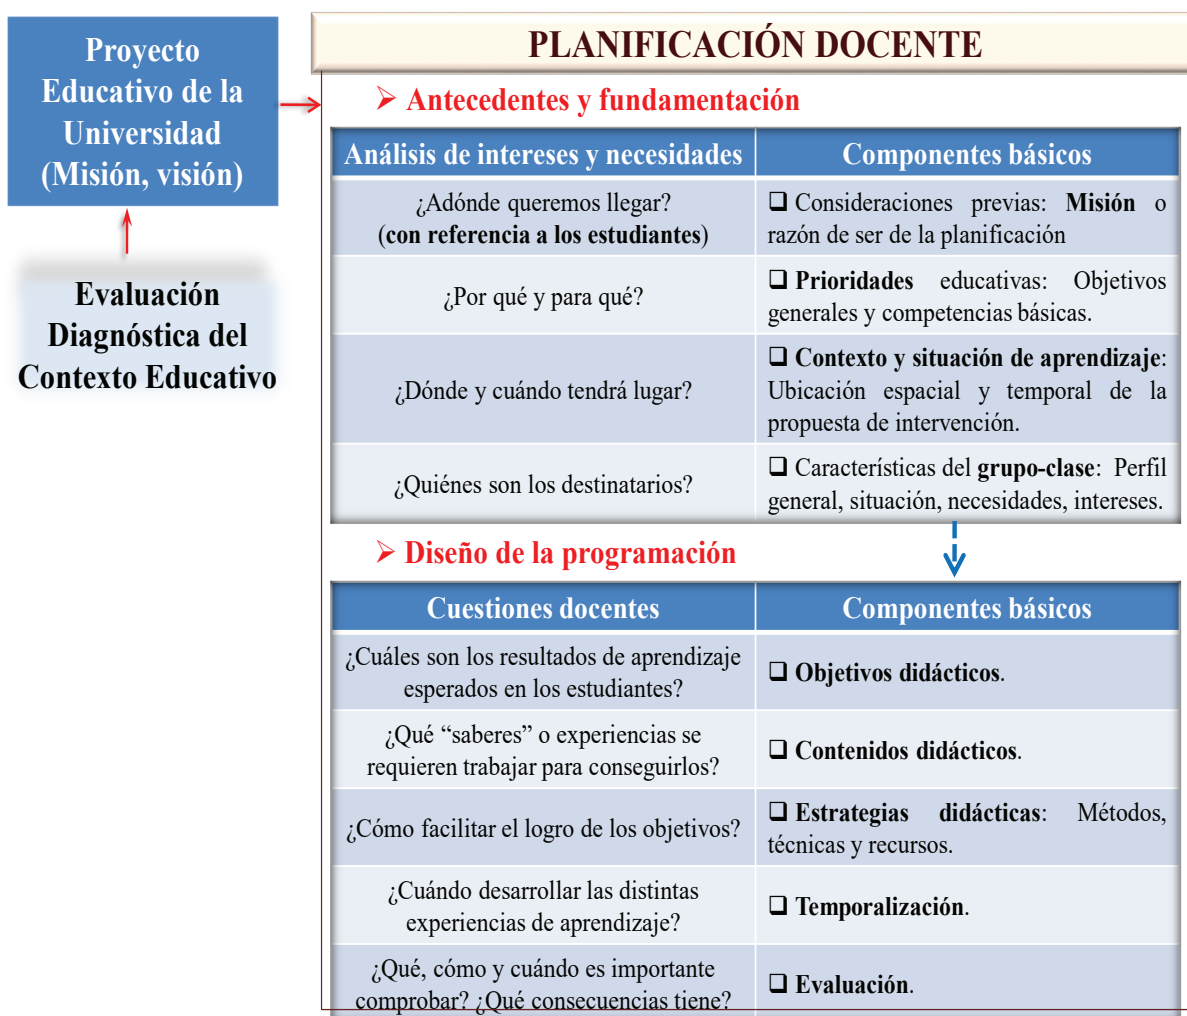 Proyecto
Educativo de la
Universidad
(Misión, visión)
Evaluación
Diagnóstica del
Contexto Educativo
PLANIFICACIÓN DOCENTE
➢ Antecedentes y fundamentación
Análisis de intereses y necesidades
Componentes básicos
¿Adónde queremos llegar?
(con referencia a los estudiantes)
❑ Consideraciones previas: Misión o
razón de ser de la planificación
¿Por qué y para qué?
❑ Prioridades educativas: Objetivos
generales y competencias básicas.
¿Dónde y cuándo tendrá lugar?
❑ Contexto y situación de aprendizaje:
Ubicación espacial y temporal de la
propuesta de intervención.
¿Quiénes son los destinatarios?
❑ Características del grupo-clase: Perfil
general, situación, necesidades, intereses.
➢ Diseño de la programación
Cuestiones docentes
Componentes básicos
¿Cuáles son los resultados de aprendizaje
esperados en los estudiantes?
❑ Objetivos didácticos.
¿Qué “saberes” o experiencias se
requieren trabajar para conseguirlos?
❑ Contenidos didácticos.
¿Cómo facilitar el logro de los objetivos?
❑ Estrategias didácticas: Métodos,
técnicas y recursos.
¿Cuándo desarrollar las distintas
experiencias de aprendizaje?
❑ Temporalización.
¿Qué, cómo y cuándo es importante
comprobar? ¿Qué consecuencias tiene?
❑ Evaluación.